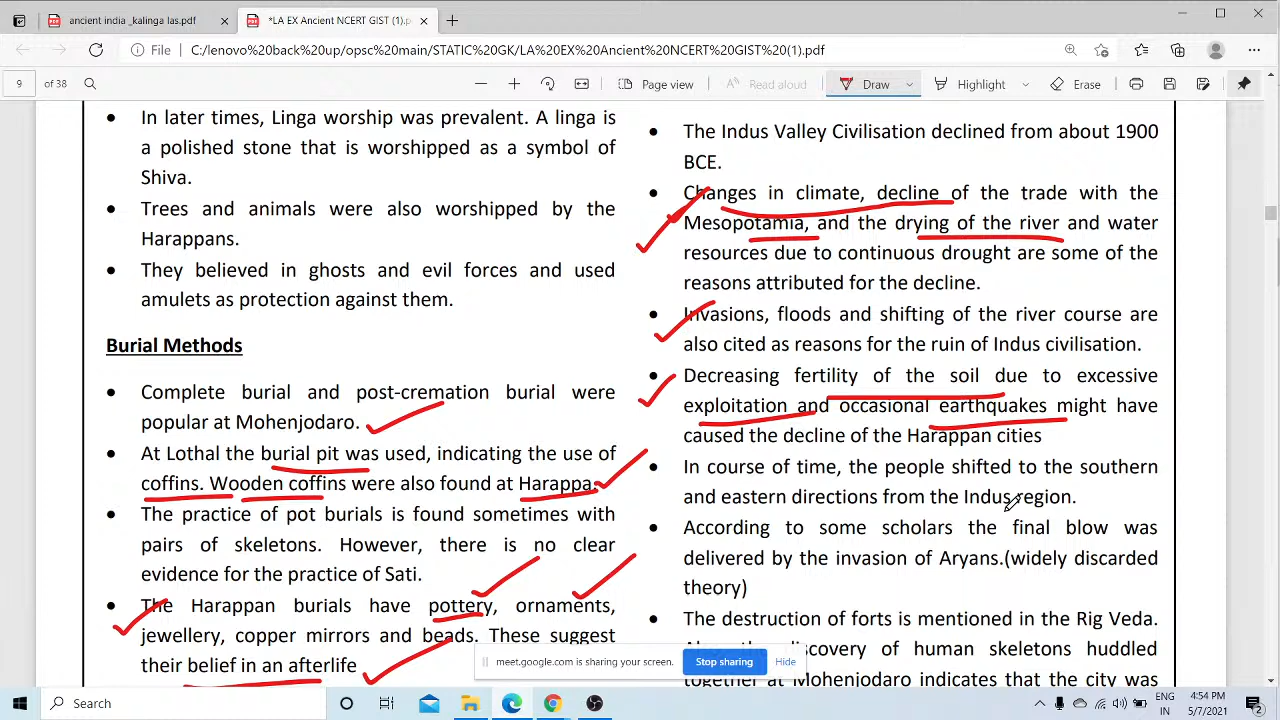 ancient india _kalinga las.pdf
*LA EX Ancient NCERT GIST (1).p
File
C:/lenovo%20back%20up/opsc%20main/STATIC%20GK/LA%20EX%20Ancient%20NCERT%20GIST%20(1).pdf
9 of 38
Page view
Read aloud
Draw
Highlight
Erase
In later times, Linga worship was prevalent. A linga is
a polished stone that is worshipped as a symbol of
Shiva.
Trees and animals were also worshipped by the
Harappans.
They believed in ghosts and evil forces and used
amulets as protection against them.
Burial Methods
Complete burial and post-cremation burial were
popular at Mohenjodaro.
At Lothal the burial pit was used, indicating the use of
coffins. Wooden coffins were also found at Harappa.
The practice of pot burials is found sometimes with
pairs of skeletons. However, there is no clear
evidence for the practice of Sati.
The Harappan burials have pottery, ornaments,
jewellery, copper mirrors and beads. These suggest
their belief in an afterlife
The Indus Valley Civilisation declined from about 1900
BCE.
Changes in climate, decline of the trade with the
Mesopotamia, and the drying of the river and water
resources due to continuous drought are some of the
reasons attributed for the decline.
Invasions, floods and shifting of the river course are
also cited as reasons for the ruin of Indus civilisation.
Decreasing fertility of the soil due to excessive
exploitation and occasional earthquakes might have
caused the decline of the Harappan cities
In course of time, the people shifted to the southern
and eastern directions from the Indus region.
According to some scholars the final blow was
delivered by the invasion of Aryans.(widely discarded
theory)
The destruction of forts is mentioned in the Rig Veda.
discovery of human skeletons huddled
together at Mohenjodaro indicates that the city was
meet.google.com is sharing your screen.
Stop sharing
Hide
Search
ENG
IN
4:54 PM
5/7/2021
2